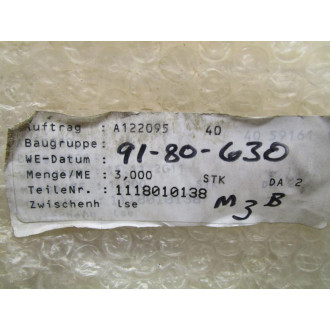 Auftrag : A122095 40
Baugruppe: 91-80-630
WE-Datum :
Menge/ME : 3,000 STK DA 2
TeileNr. : 1118010138 M3B
Zwischenh lse